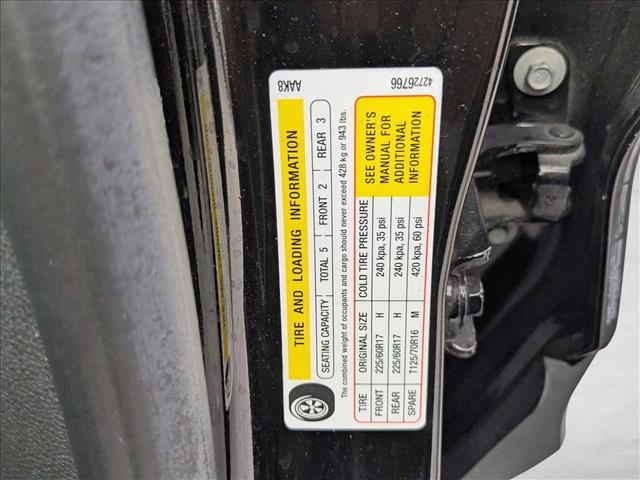 AAK8 42726766
TIRE AND LOADING INFORMATION
SEATING CAPACITY TOTAL 5 FRONT 2 REAR 3
The combined weight of occupants and cargo should never exceed 428 kg or 943 lbs.
TIRE ORIGINAL SIZE COLD TIRE PRESSURE
FRONT 225/60R17 H 240 kpa, 35 psi
REAR 225/60R17 H 240 kpa, 35 psi
SPARE T125/70R16 M 420 kpa, 60 psi
SEE OWNER'S
MANUAL FOR
ADDITIONAL
INFORMATION